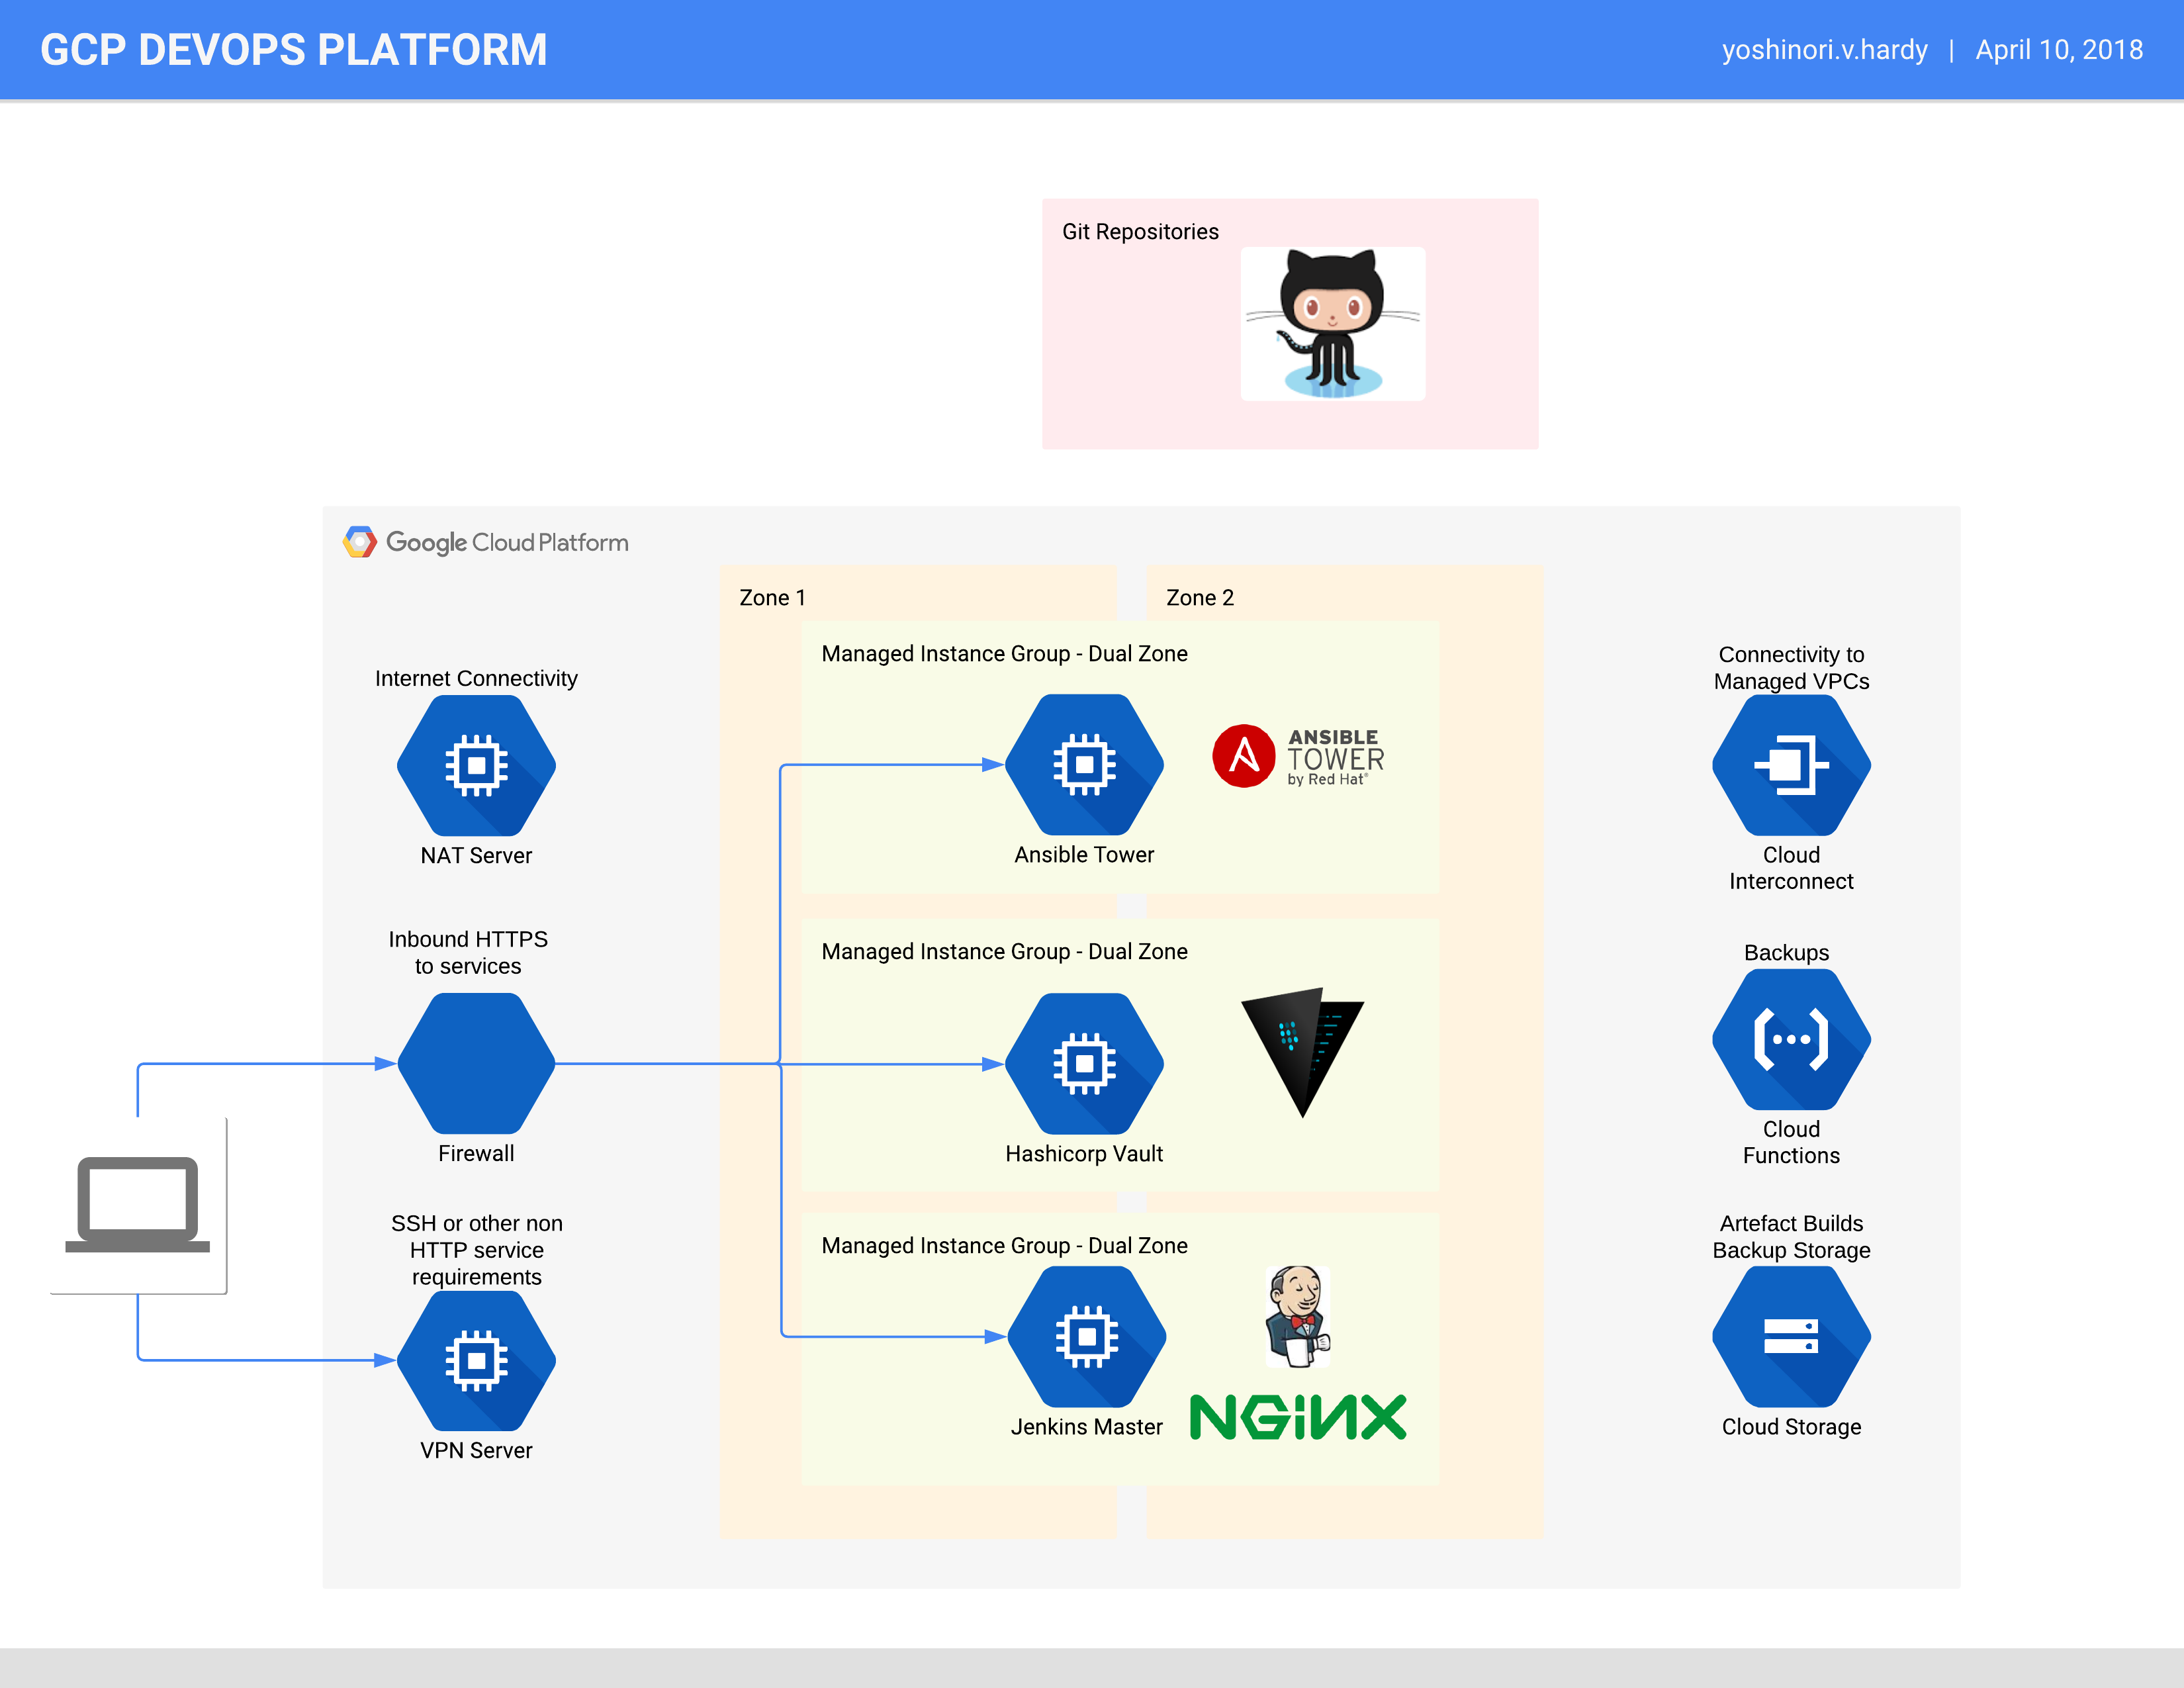 GCP DEVOPS PLATFORM
yoshinori.v.hardy | April 10, 2018
Git Repositories
Google Cloud Platform
Zone 1
Zone 2
Managed Instance Group - Dual Zone
Internet Connectivity
NAT Server
Ansible Tower
ANSIBLE
TOWER
by Red Hat®
Connectivity to
Managed VPCs
Cloud
Interconnect
Inbound HTTPS
to services
Firewall
Managed Instance Group - Dual Zone
Hashicorp Vault
Backups
Cloud
Functions
SSH or other non
HTTP service
requirements
VPN Server
Managed Instance Group - Dual Zone
Jenkins Master
NGINX
Artefact Builds
Backup Storage
Cloud Storage